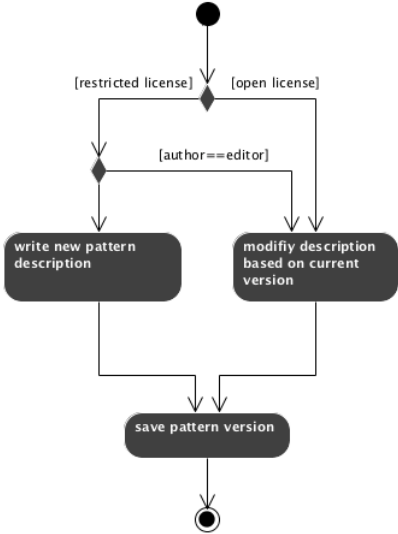 [restricted license]
[open license]
[author==editor]
write new pattern
description
modifiy description
based on current
version
save pattern version